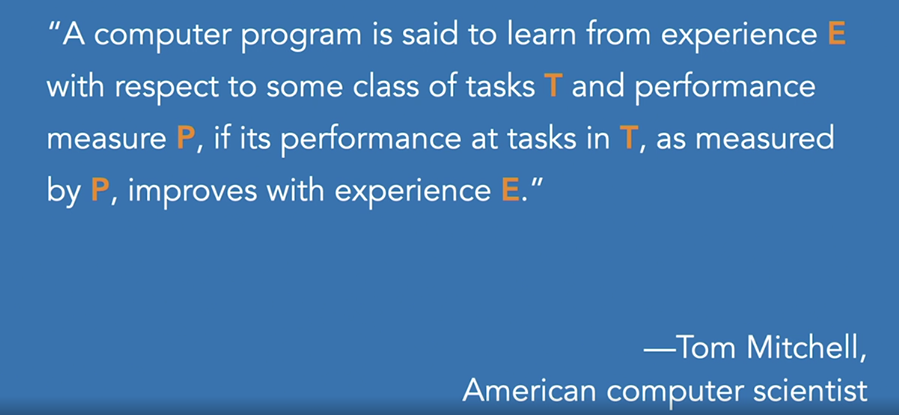 “A computer program is said to learn from experience E
with respect to some class of tasks T and performance
measure P, if its performance at tasks in T, as measured
by P, improves with experience E.”
—Tom Mitchell,
American computer scientist